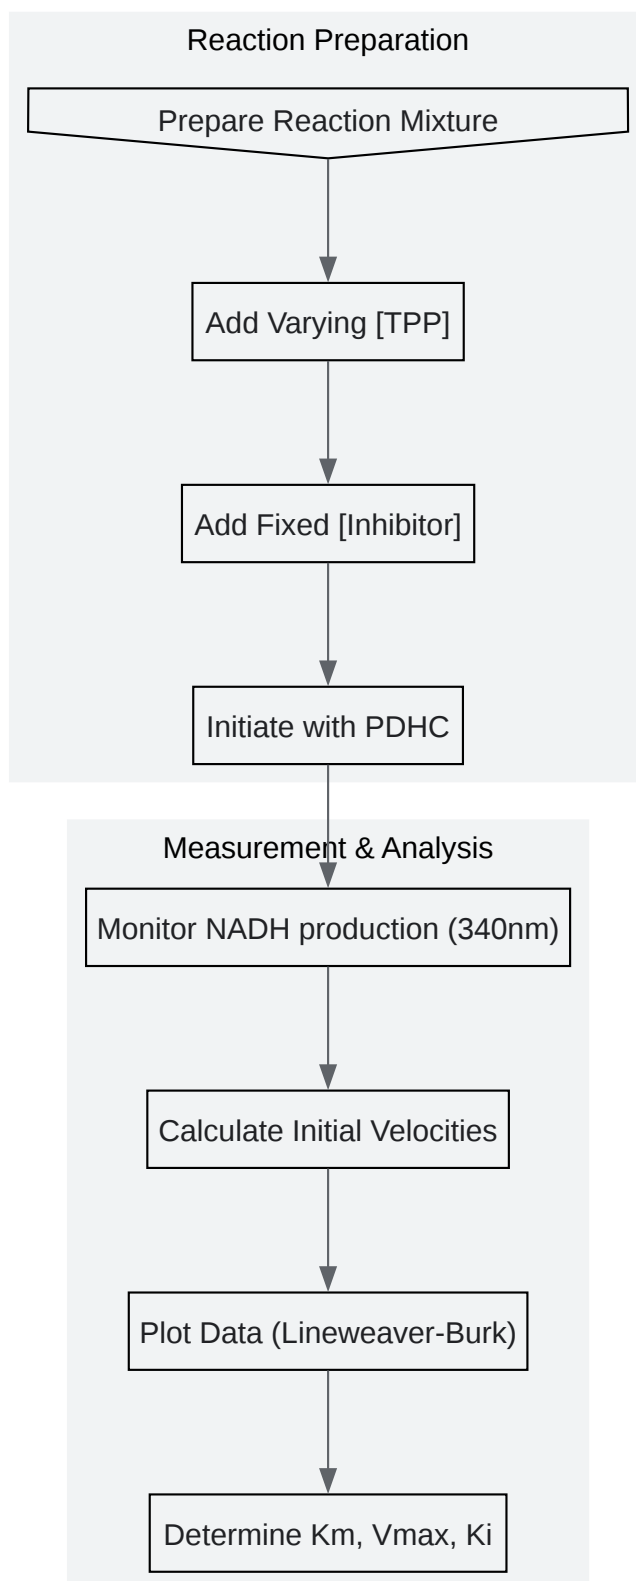 Reaction Preparation
Prepare Reaction Mixture
Add Varying [TPP]
Add Fixed [Inhibitor]
Initiate with PDHC
Measurement & Analysis
Monitor NADH production (340nm)
Calculate Initial Velocities
Plot Data (Lineweaver-Burk)
Determine Km, Vmax, Ki